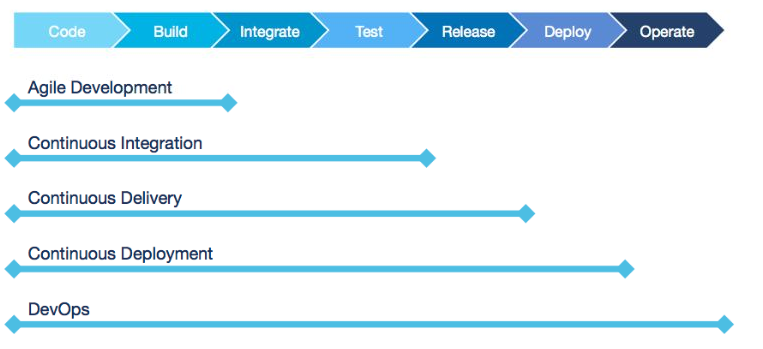 Code Build Integrate Test Release Deploy Operate
Agile Development
Continuous Integration
Continuous Delivery
Continuous Deployment
DevOps